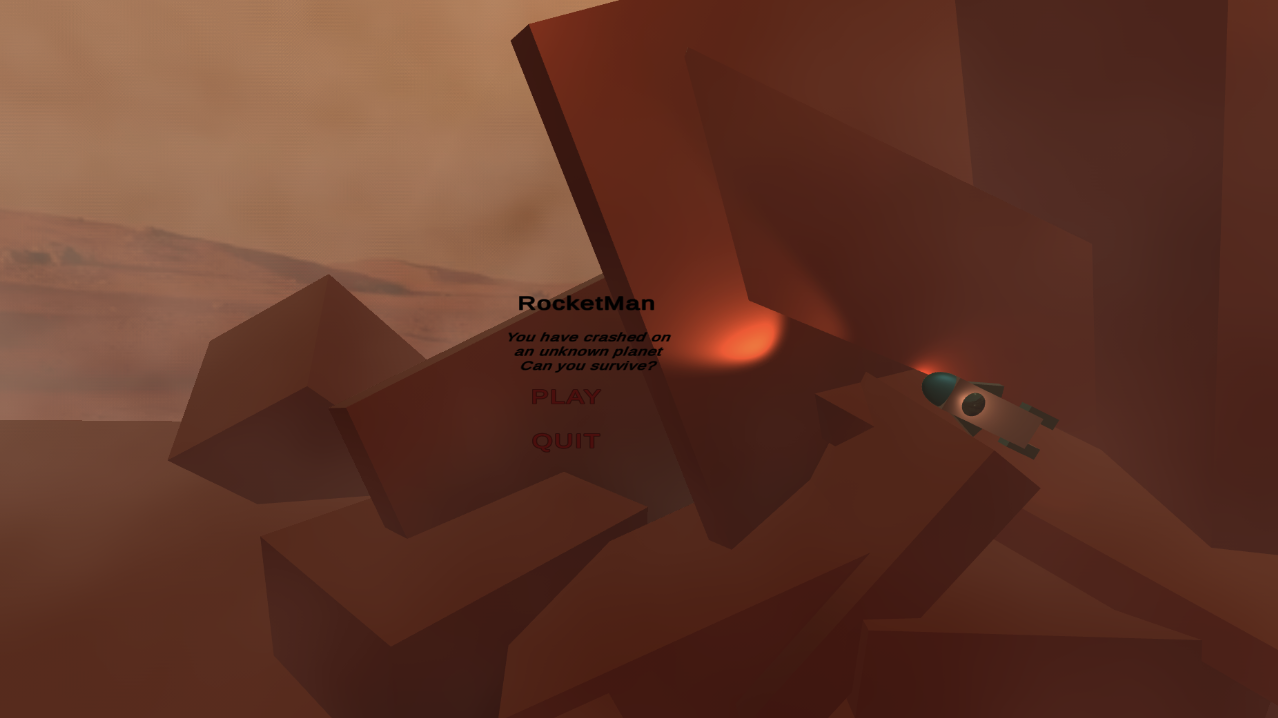 RocketMan
You have crashed on
an unknown planet
Can you survive?
PLAY
QUIT